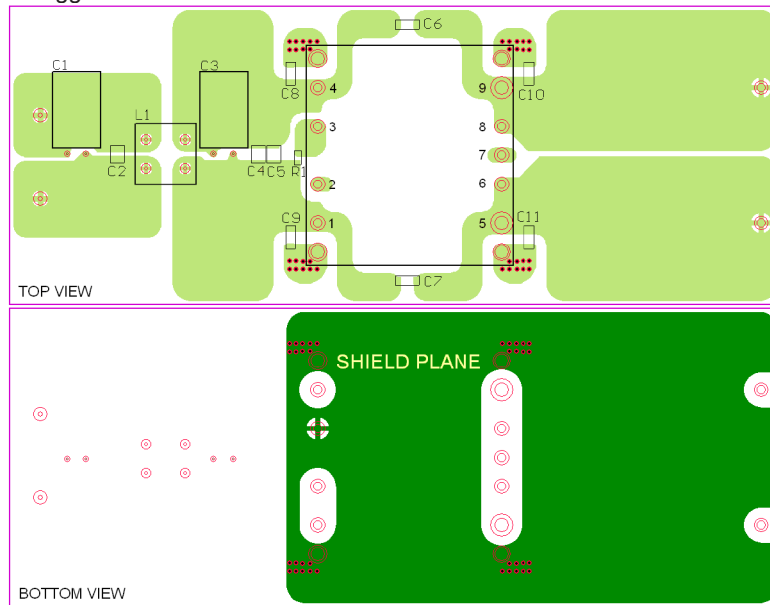 C6
C1
C3
C8
4
9
C10
L1
3
8
C2
C4
C5
R1
7
2
6
C9
1
5
C11
C7
TOP VIEW
SHIELD PLANE
BOTTOM VIEW